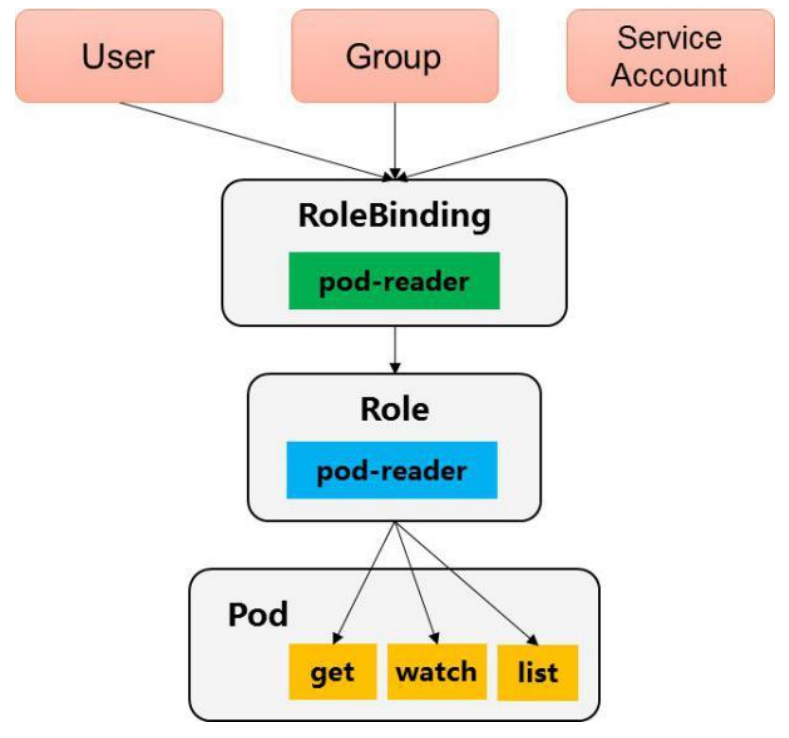 User
Group
Service
Account
RoleBinding
pod-reader
Role
pod-reader
Pod
get
watch
list